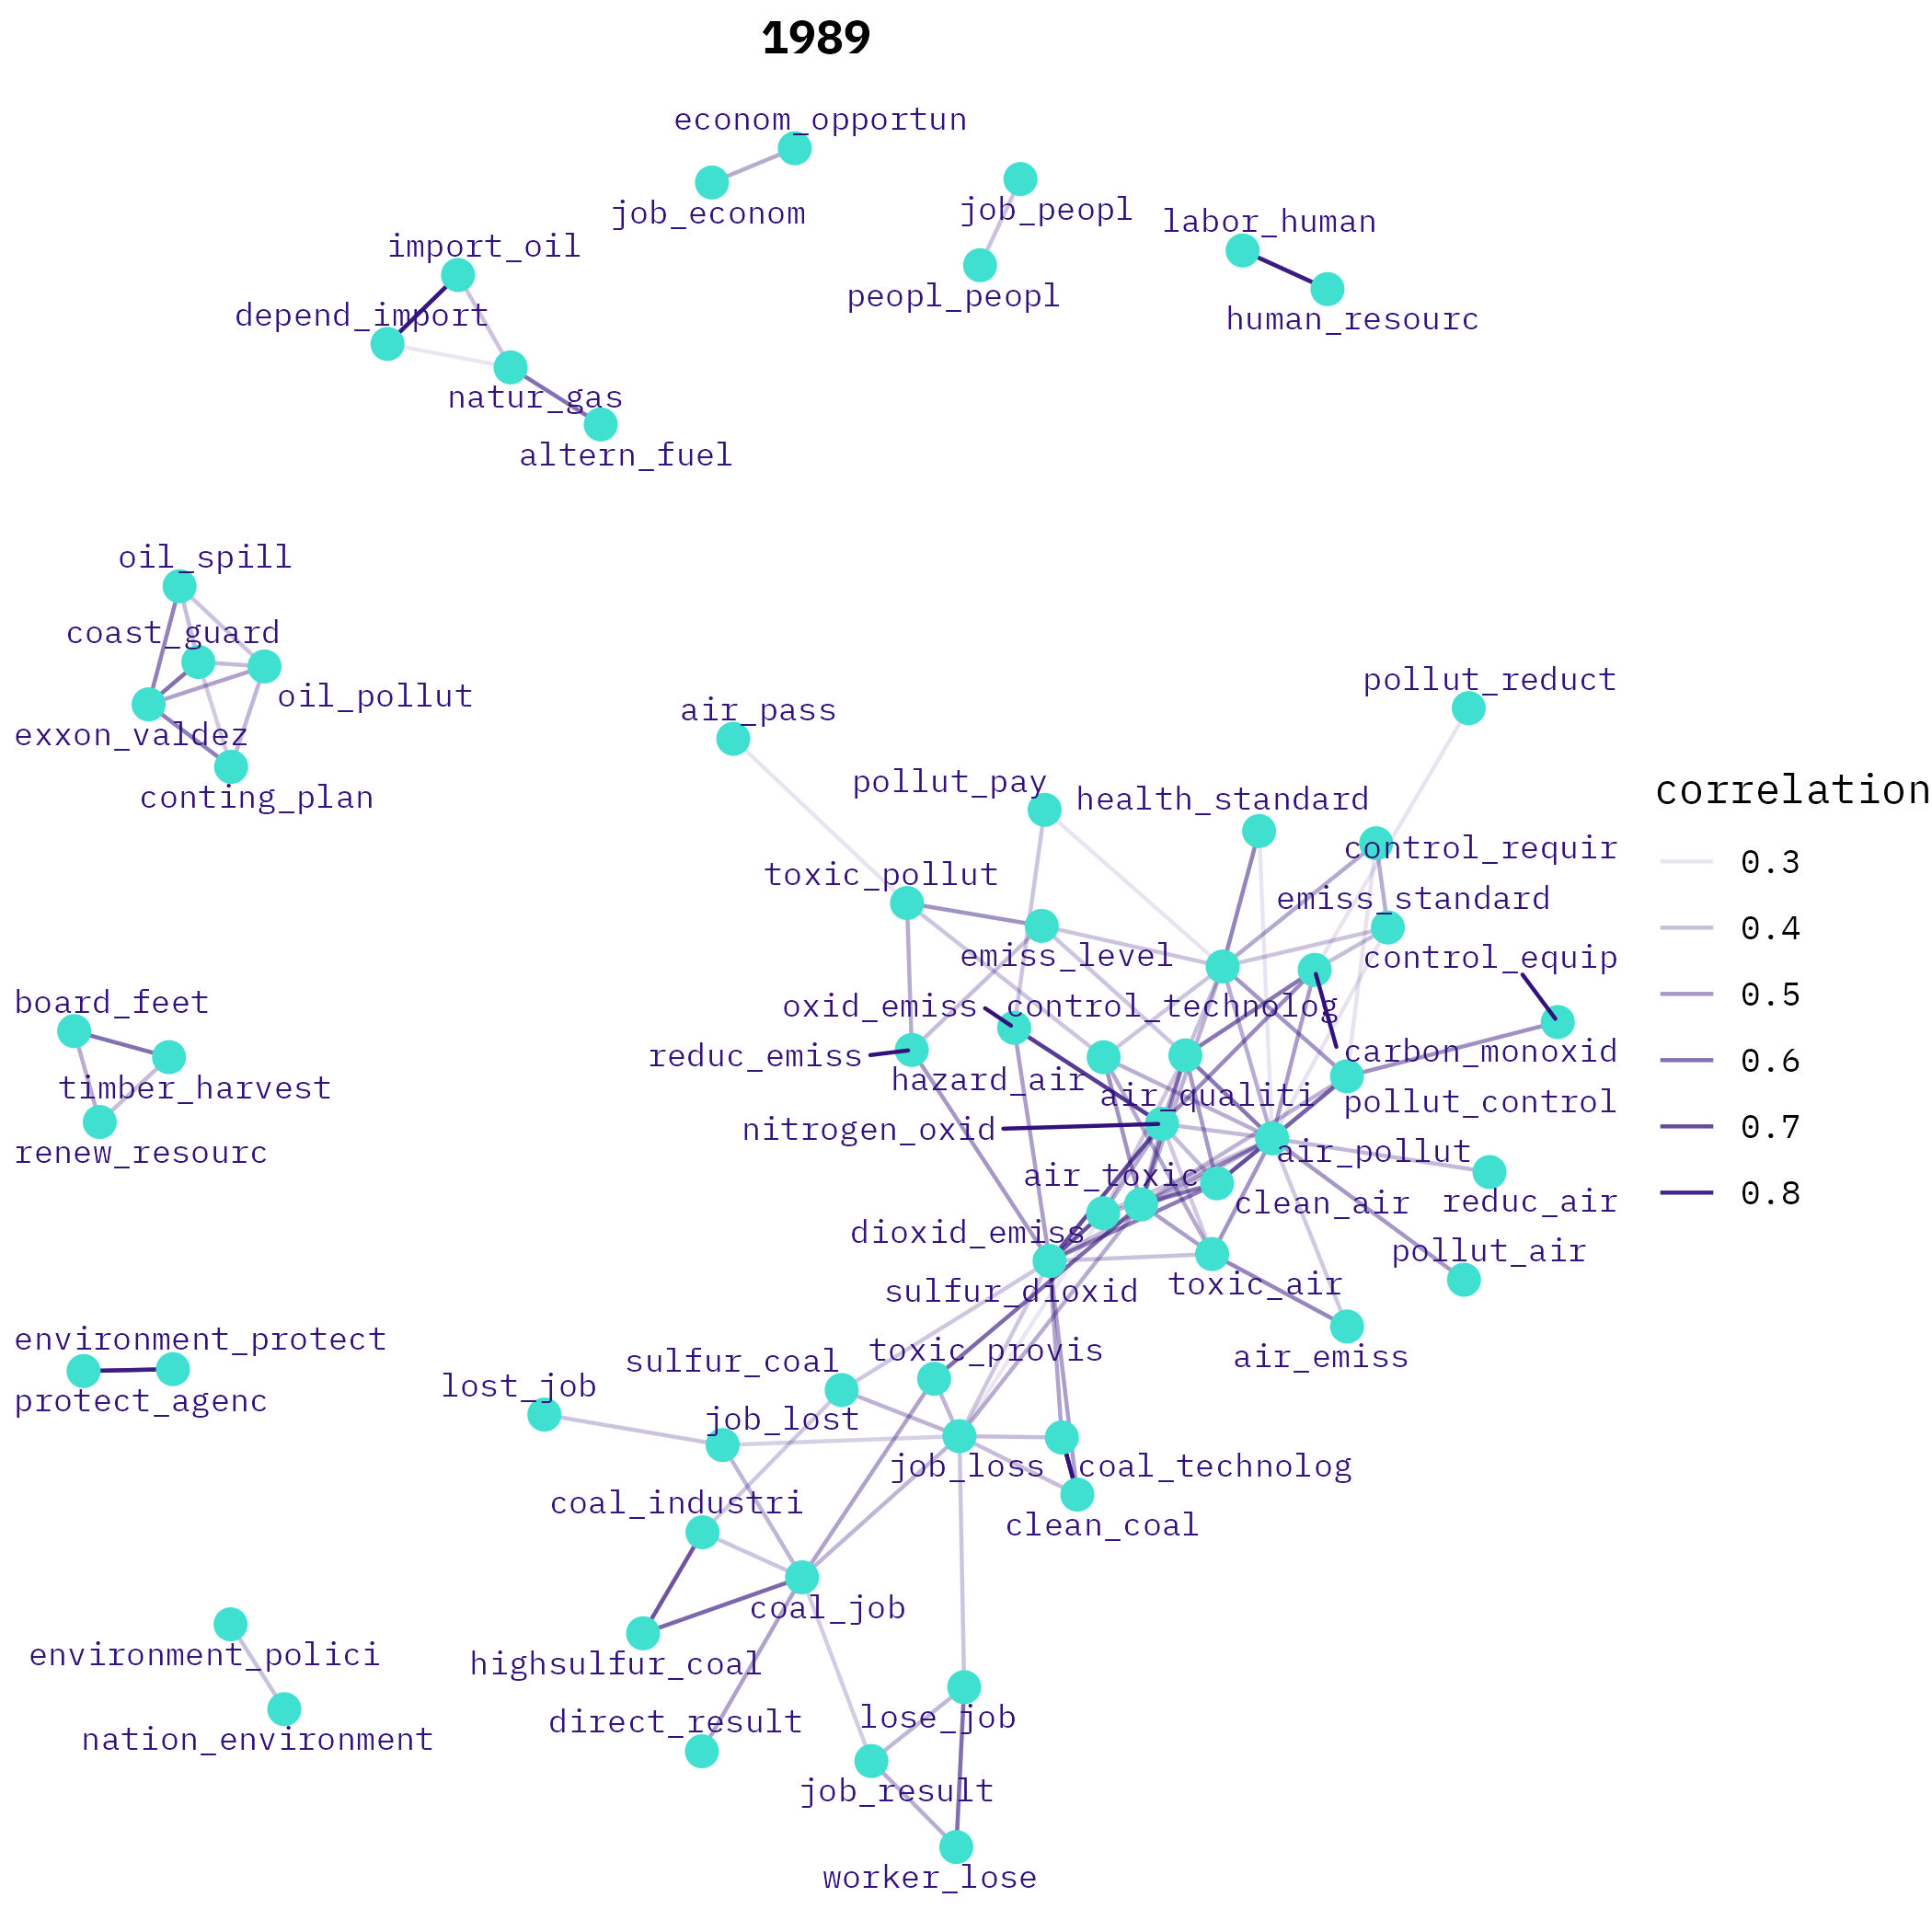 1989
econom_opportun
job_econom
job_peopl
labor_human
import_oil
peopl_peopl
depend_import
human_resourc
natur_gas
altern_fuel
oil_spill
coast_guard
oil_pollut
exxon_valdez
conting_plan
pollut_reduct
air_pass
pollut_pay
health_standard
correlation
control_requir
0.3
toxic_pollut
emiss_standard
0.4
emiss_level
control_equip
0.5
board_feet
oxid_emiss
control_technolog
reduc_emiss
carbon_monoxid
0.6
timber_harvest
hazard_air
air_qualiti
pollut_control
nitrogen_oxid
0.7
renew_resourc
air_pollut
air_toxic
0.8
clean_air
reduc_air
dioxid_emiss
pollut_air
sulfur_dioxid
toxic_air
environment_protect
toxic_provis
air_emiss
sulfur_coal
lost_job
protect_agenc
job_lost
job_loss
coal_technolog
coal_industri
clean_coal
coal_job
environment_polici
highsulfur_coal
lose_job
direct_result
nation_environment
job_result
worker_lose